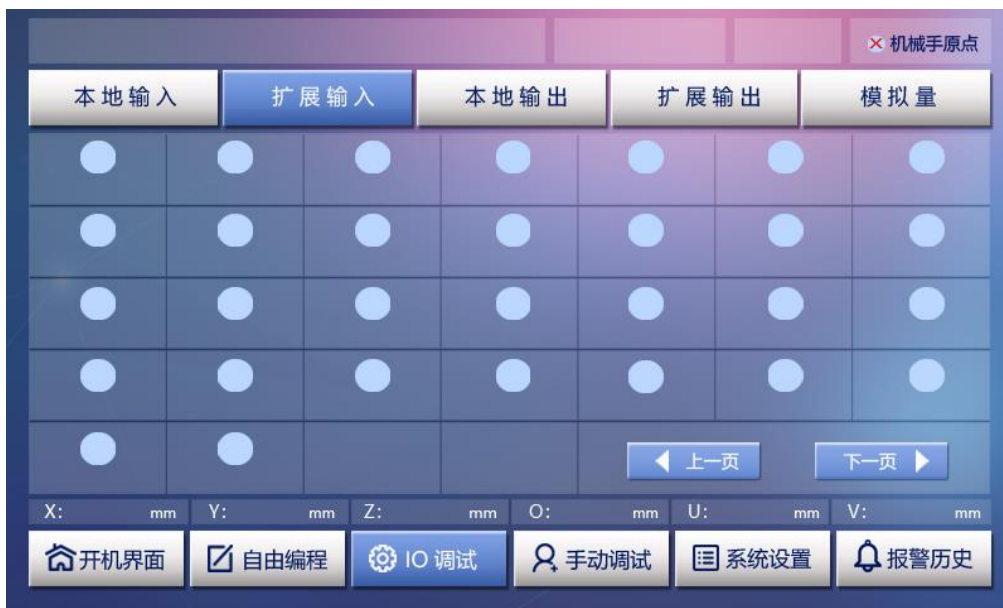 机械手原点
本地输入 扩展输入 本地输出 扩展输出 模拟量
上一页 下一页
X: mm Y: mm Z: mm O: mm U: mm V: mm
开机界面 自由编程 IO 调试 手动调试 系统设置 报警历史